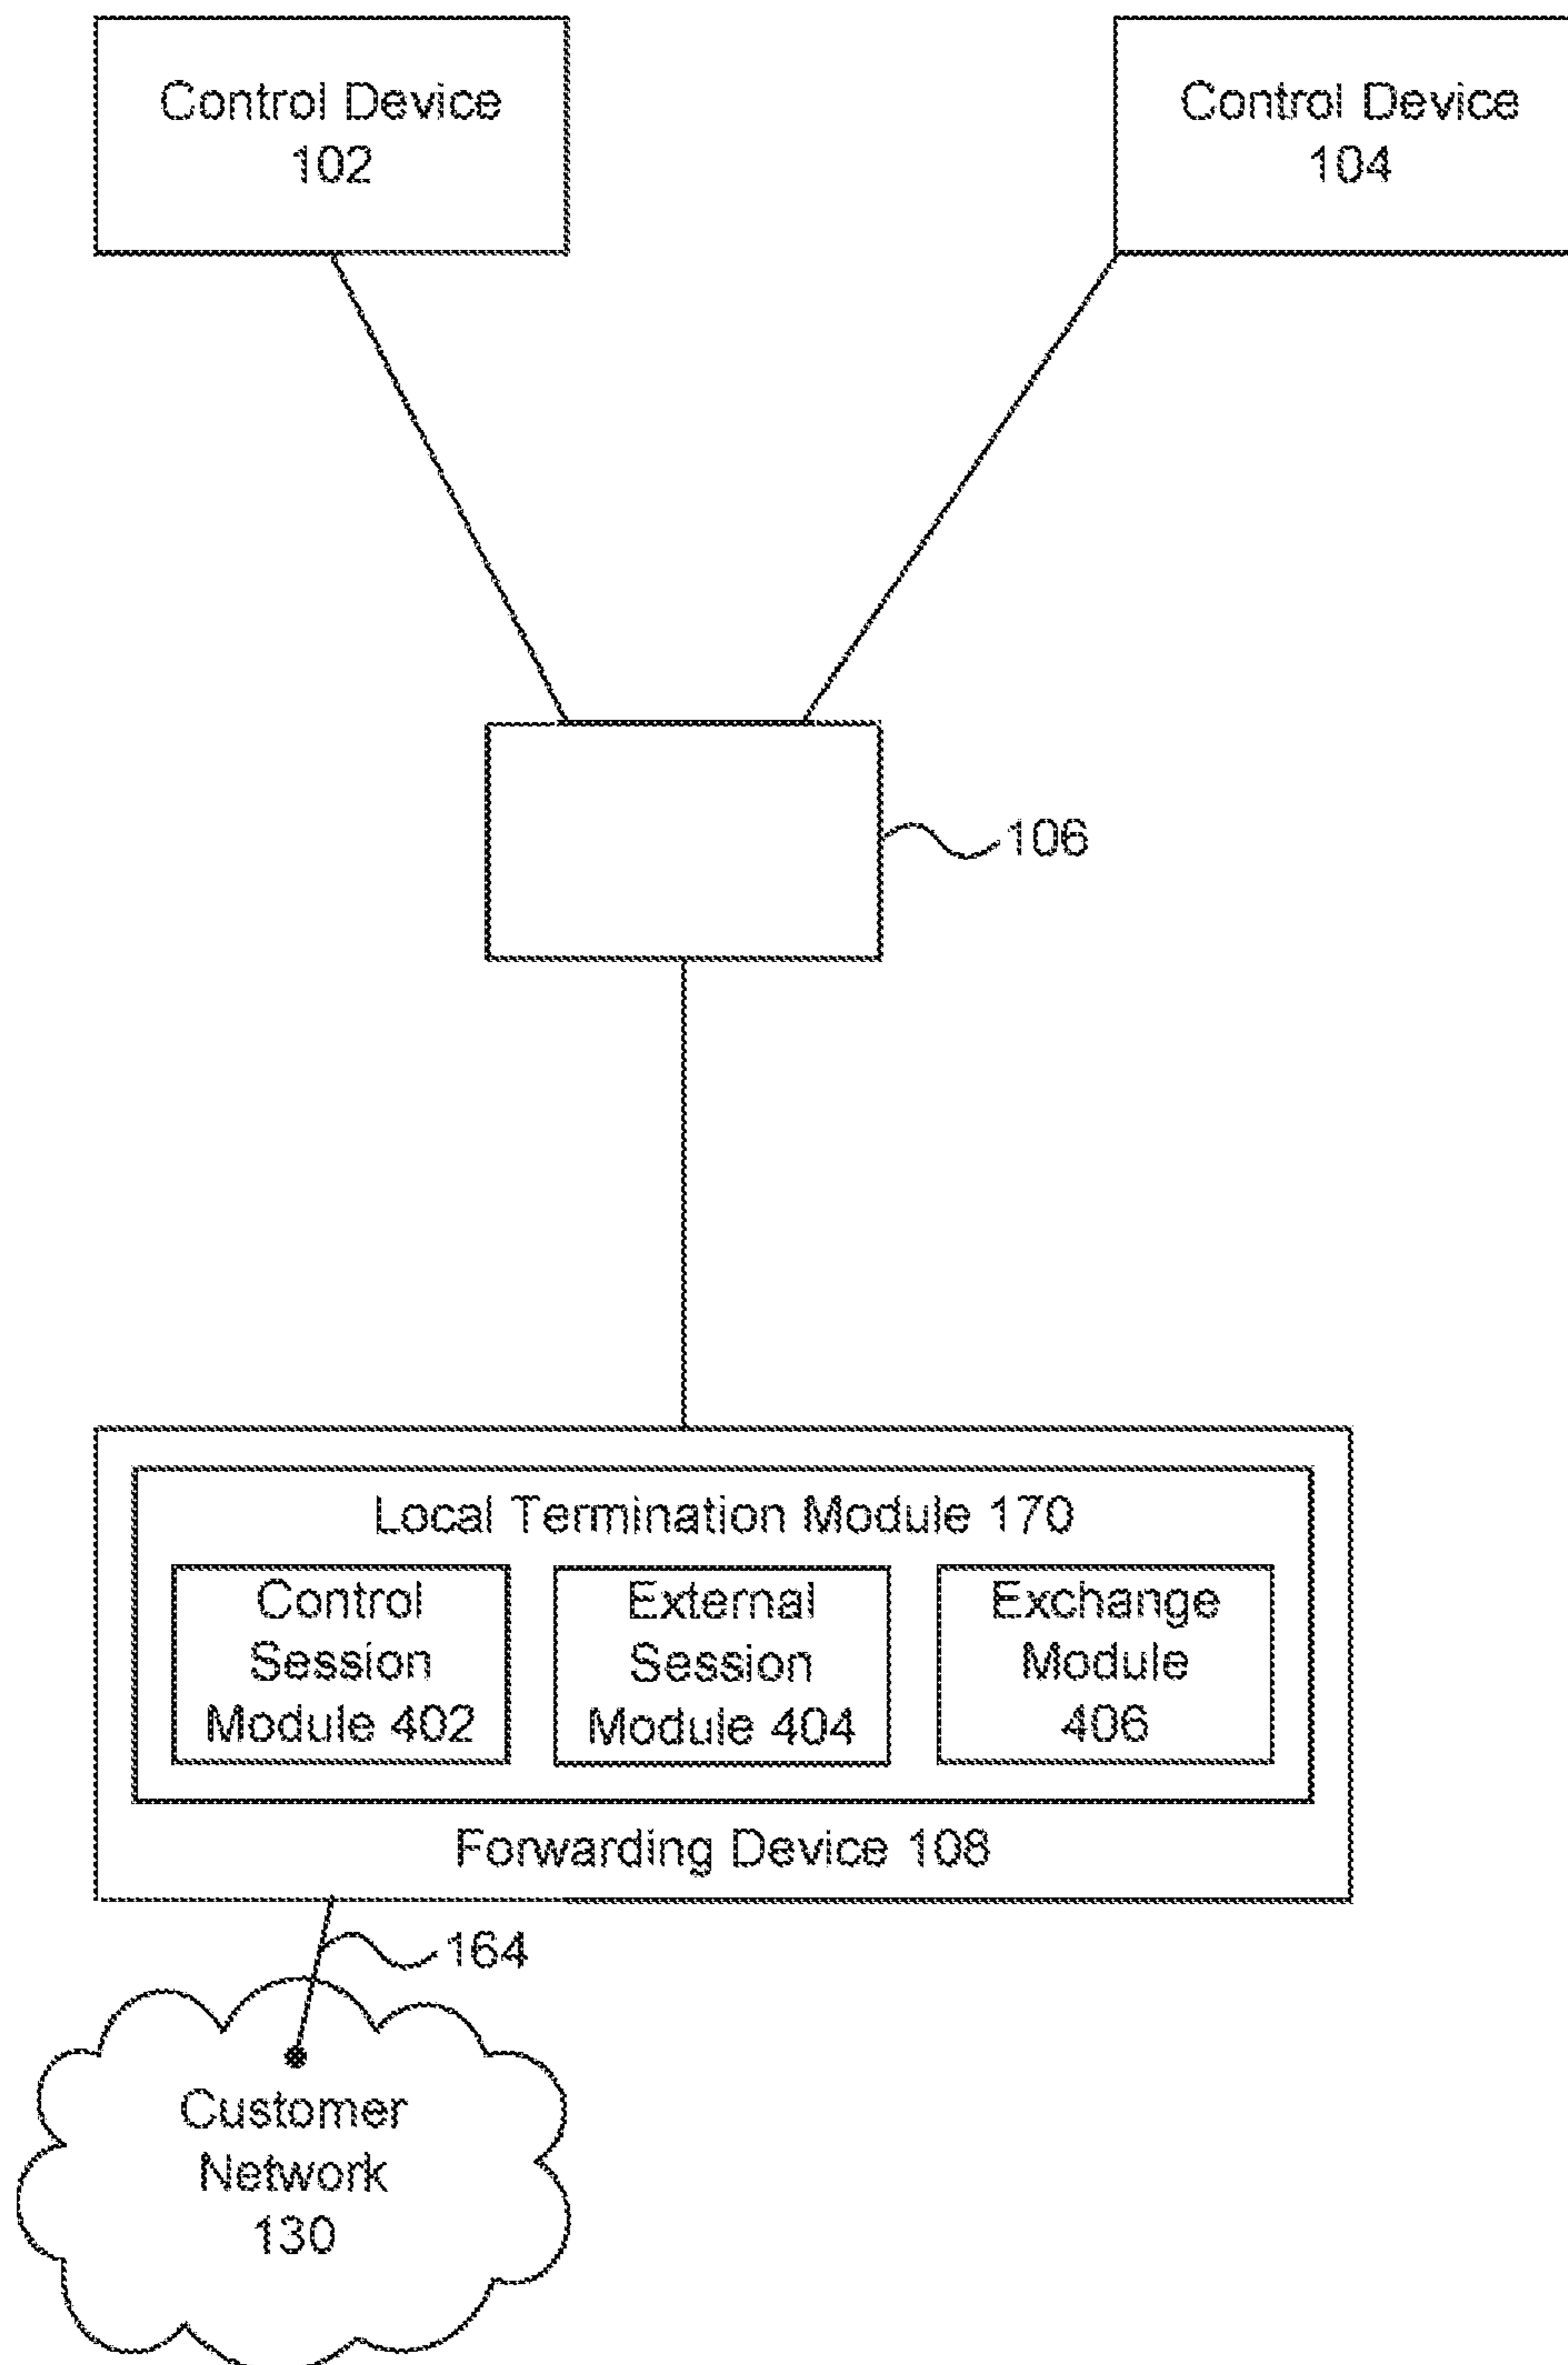 Control Device
102
Control Device
104
106
Local Termination Module 170
Control
Session
Module 402
External
Session
Module 404
Exchange
Module
406
Forwarding Device 108
164
Customer
Network
130